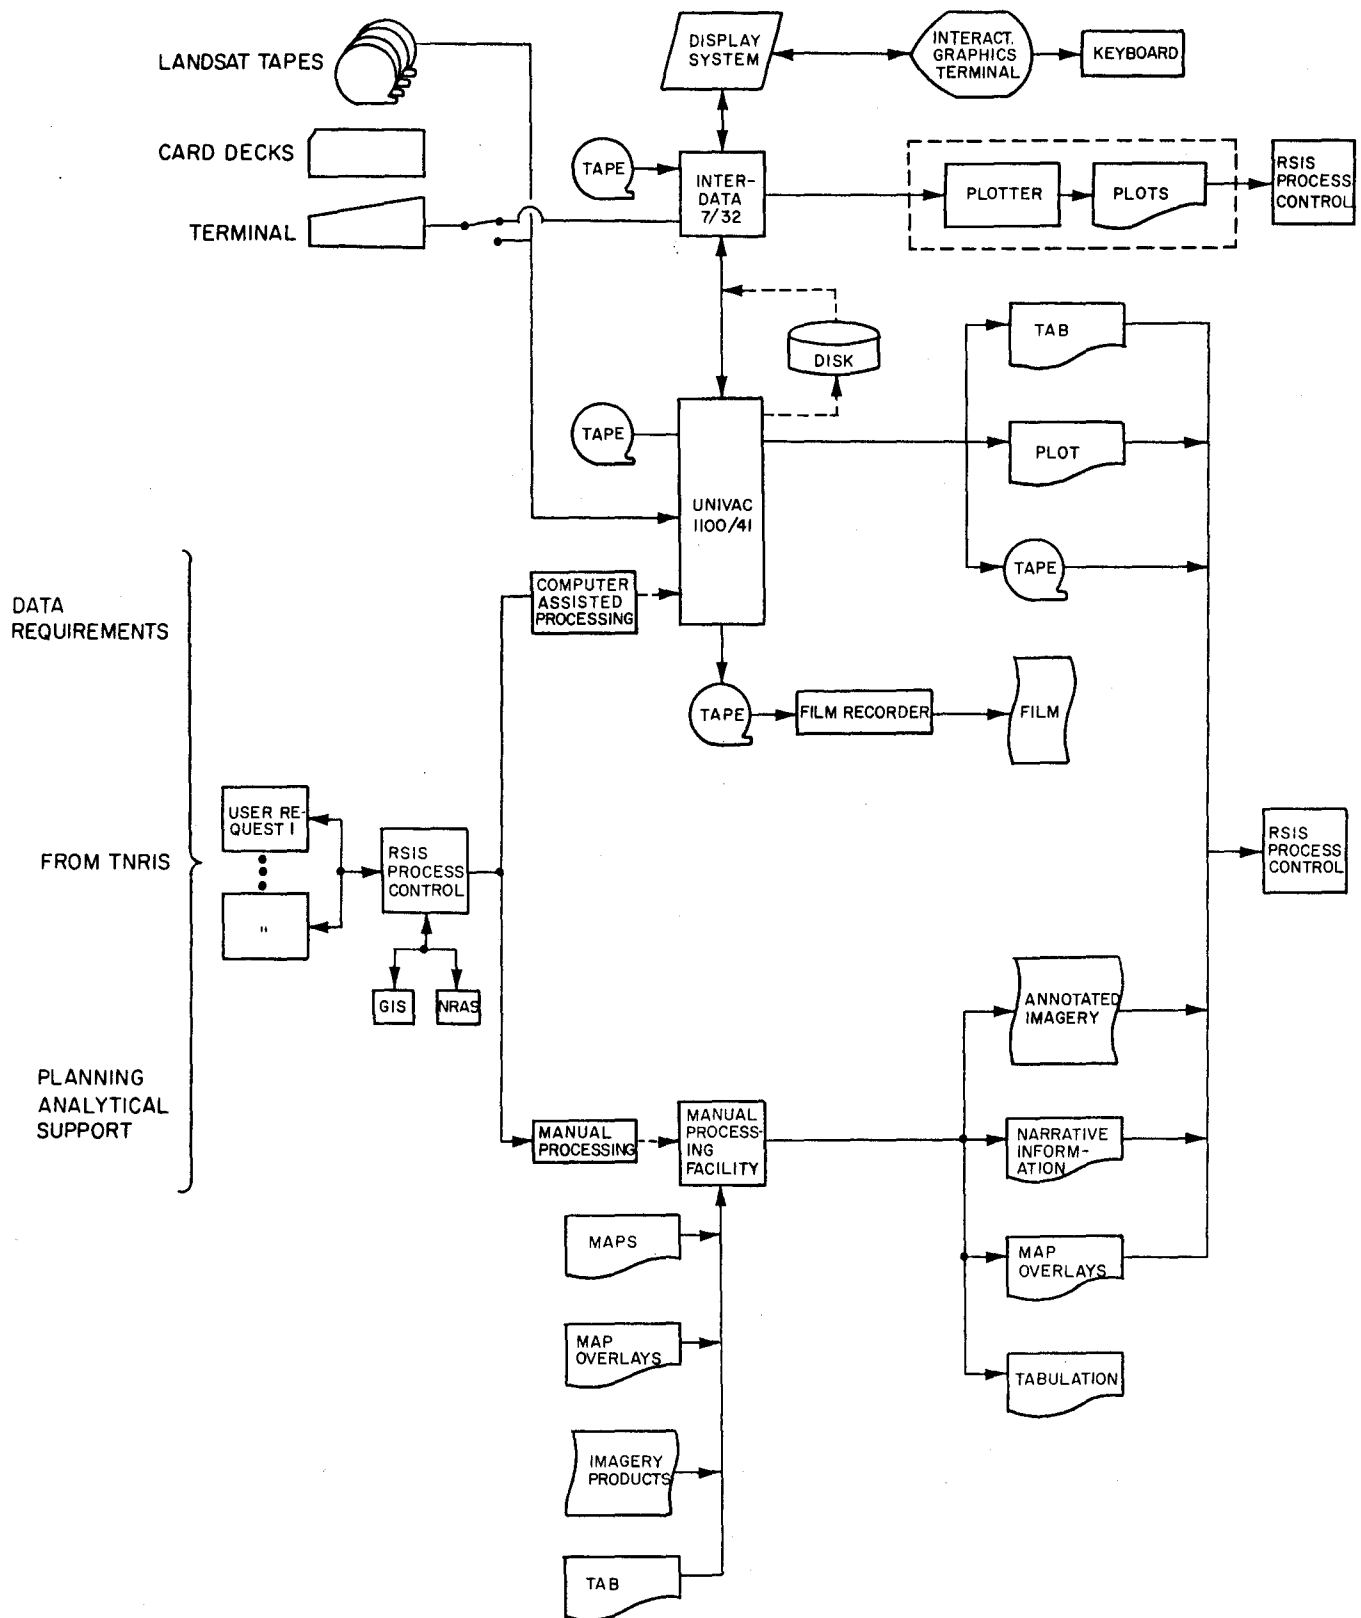 LANDSAT TAPES
DISPLAY
SYSTEM
INTERACT.
GRAPHICS
TERMINAL
KEYBOARD
CARD DECKS
TAPE
INTER-
DATA
7/32
PLOTTER
PLOTS
RSIS
PROCESS
CONTROL
TERMINAL
TAB
DISK
TAPE
PLOT
UNIVAC
1100/41
TAPE
COMPUTER
ASSISTED
PROCESSING
DATA
REQUIREMENTS
TAPE
FILM RECORDER
FILM
USER RE-
QUEST 1
FROM TNRIS
RSIS
PROCESS
CONTROL
RSIS
PROCESS
CONTROL
"
GIS
NRAS
ANNOTATED
IMAGERY
PLANNING
ANALYTICAL
SUPPORT
MANUAL
PROCESSING
MANUAL
PROCESS-
ING
FACILITY
NARRATIVE
INFORM-
ATION
MAPS
MAP
OVERLAYS
MAP
OVERLAYS
TABULATION
IMAGERY
PRODUCTS
TAB